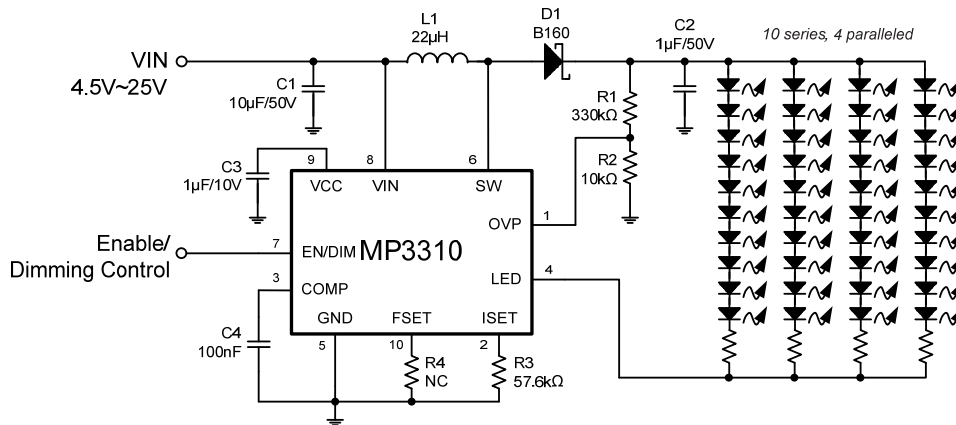 L1
22µH
D1
B160
C2
1µF/50V
10 series, 4 paralleled
VIN
4.5V~25V
C1
10µF/50V
R1
330kΩ
R2
10kΩ
C3
1µF/10V
9
8
6
VCC
VIN
SW
OVP
1
Enable/
Dimming Control
7
EN/DIM
MP3310
3
COMP
LED
4
GND
FSET
ISET
5
10
2
C4
100nF
R4
NC
R3
57.6kΩ